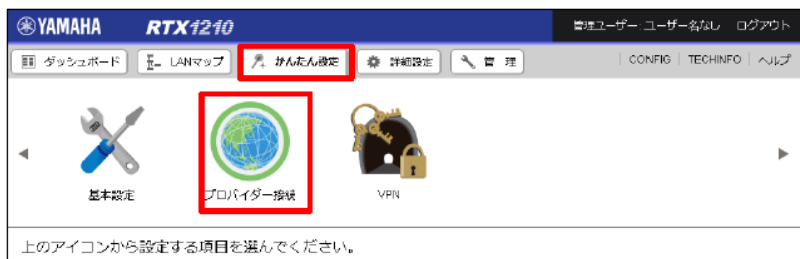 YAMAHA RTX1210 管理ユーザー:ユーザー名なし ログアウト
ダッシュボード LANマップ かんたん設定 詳細設定 管理 CONFIG TECHINFO ヘルプ
基本設定 プロバイダー接続 VPN
上のアイコンから設定する項目を選んでください。